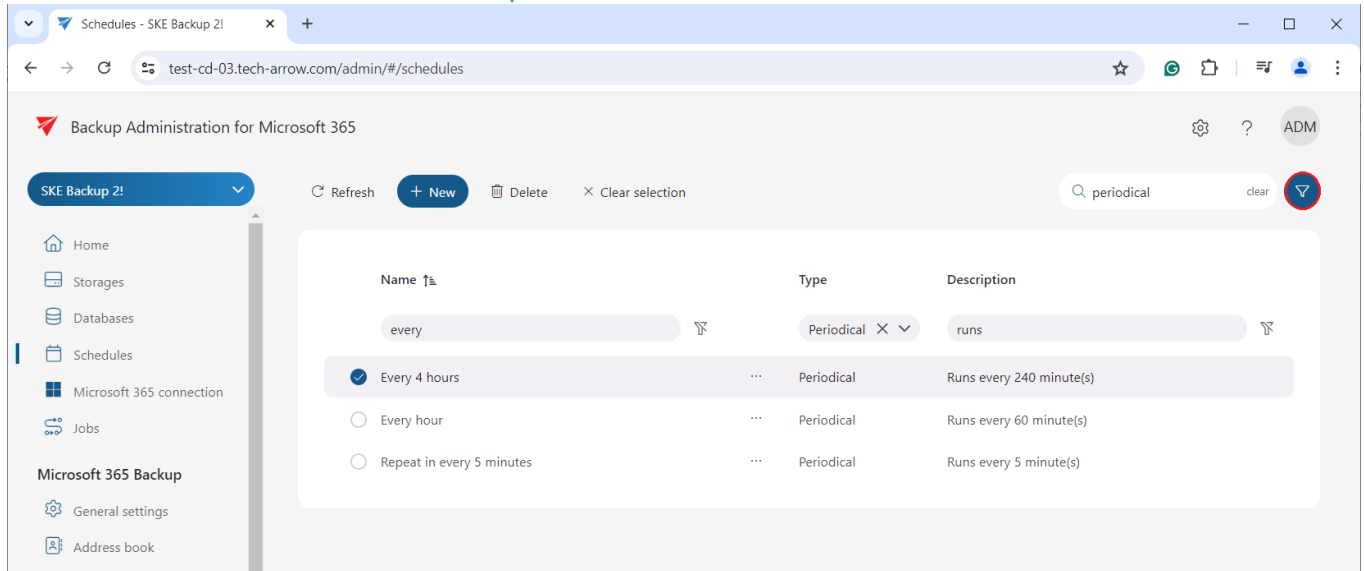 Schedules - SKE Backup 2!
test-cd-03.tech-arrow.com/admin/#/schedules
Backup Administration for Microsoft 365
? ADM
SKE Backup 2!
Refresh + New Delete × Clear selection
periodical clear
Home
Storages
Databases
Schedules
Microsoft 365 connection
Jobs
Microsoft 365 Backup
General settings
Address book
Name Type Description
every Periodical runs
Every 4 hours ... Periodical Runs every 240 minute(s)
Every hour ... Periodical Runs every 60 minute(s)
Repeat in every 5 minutes ... Periodical Runs every 5 minute(s)